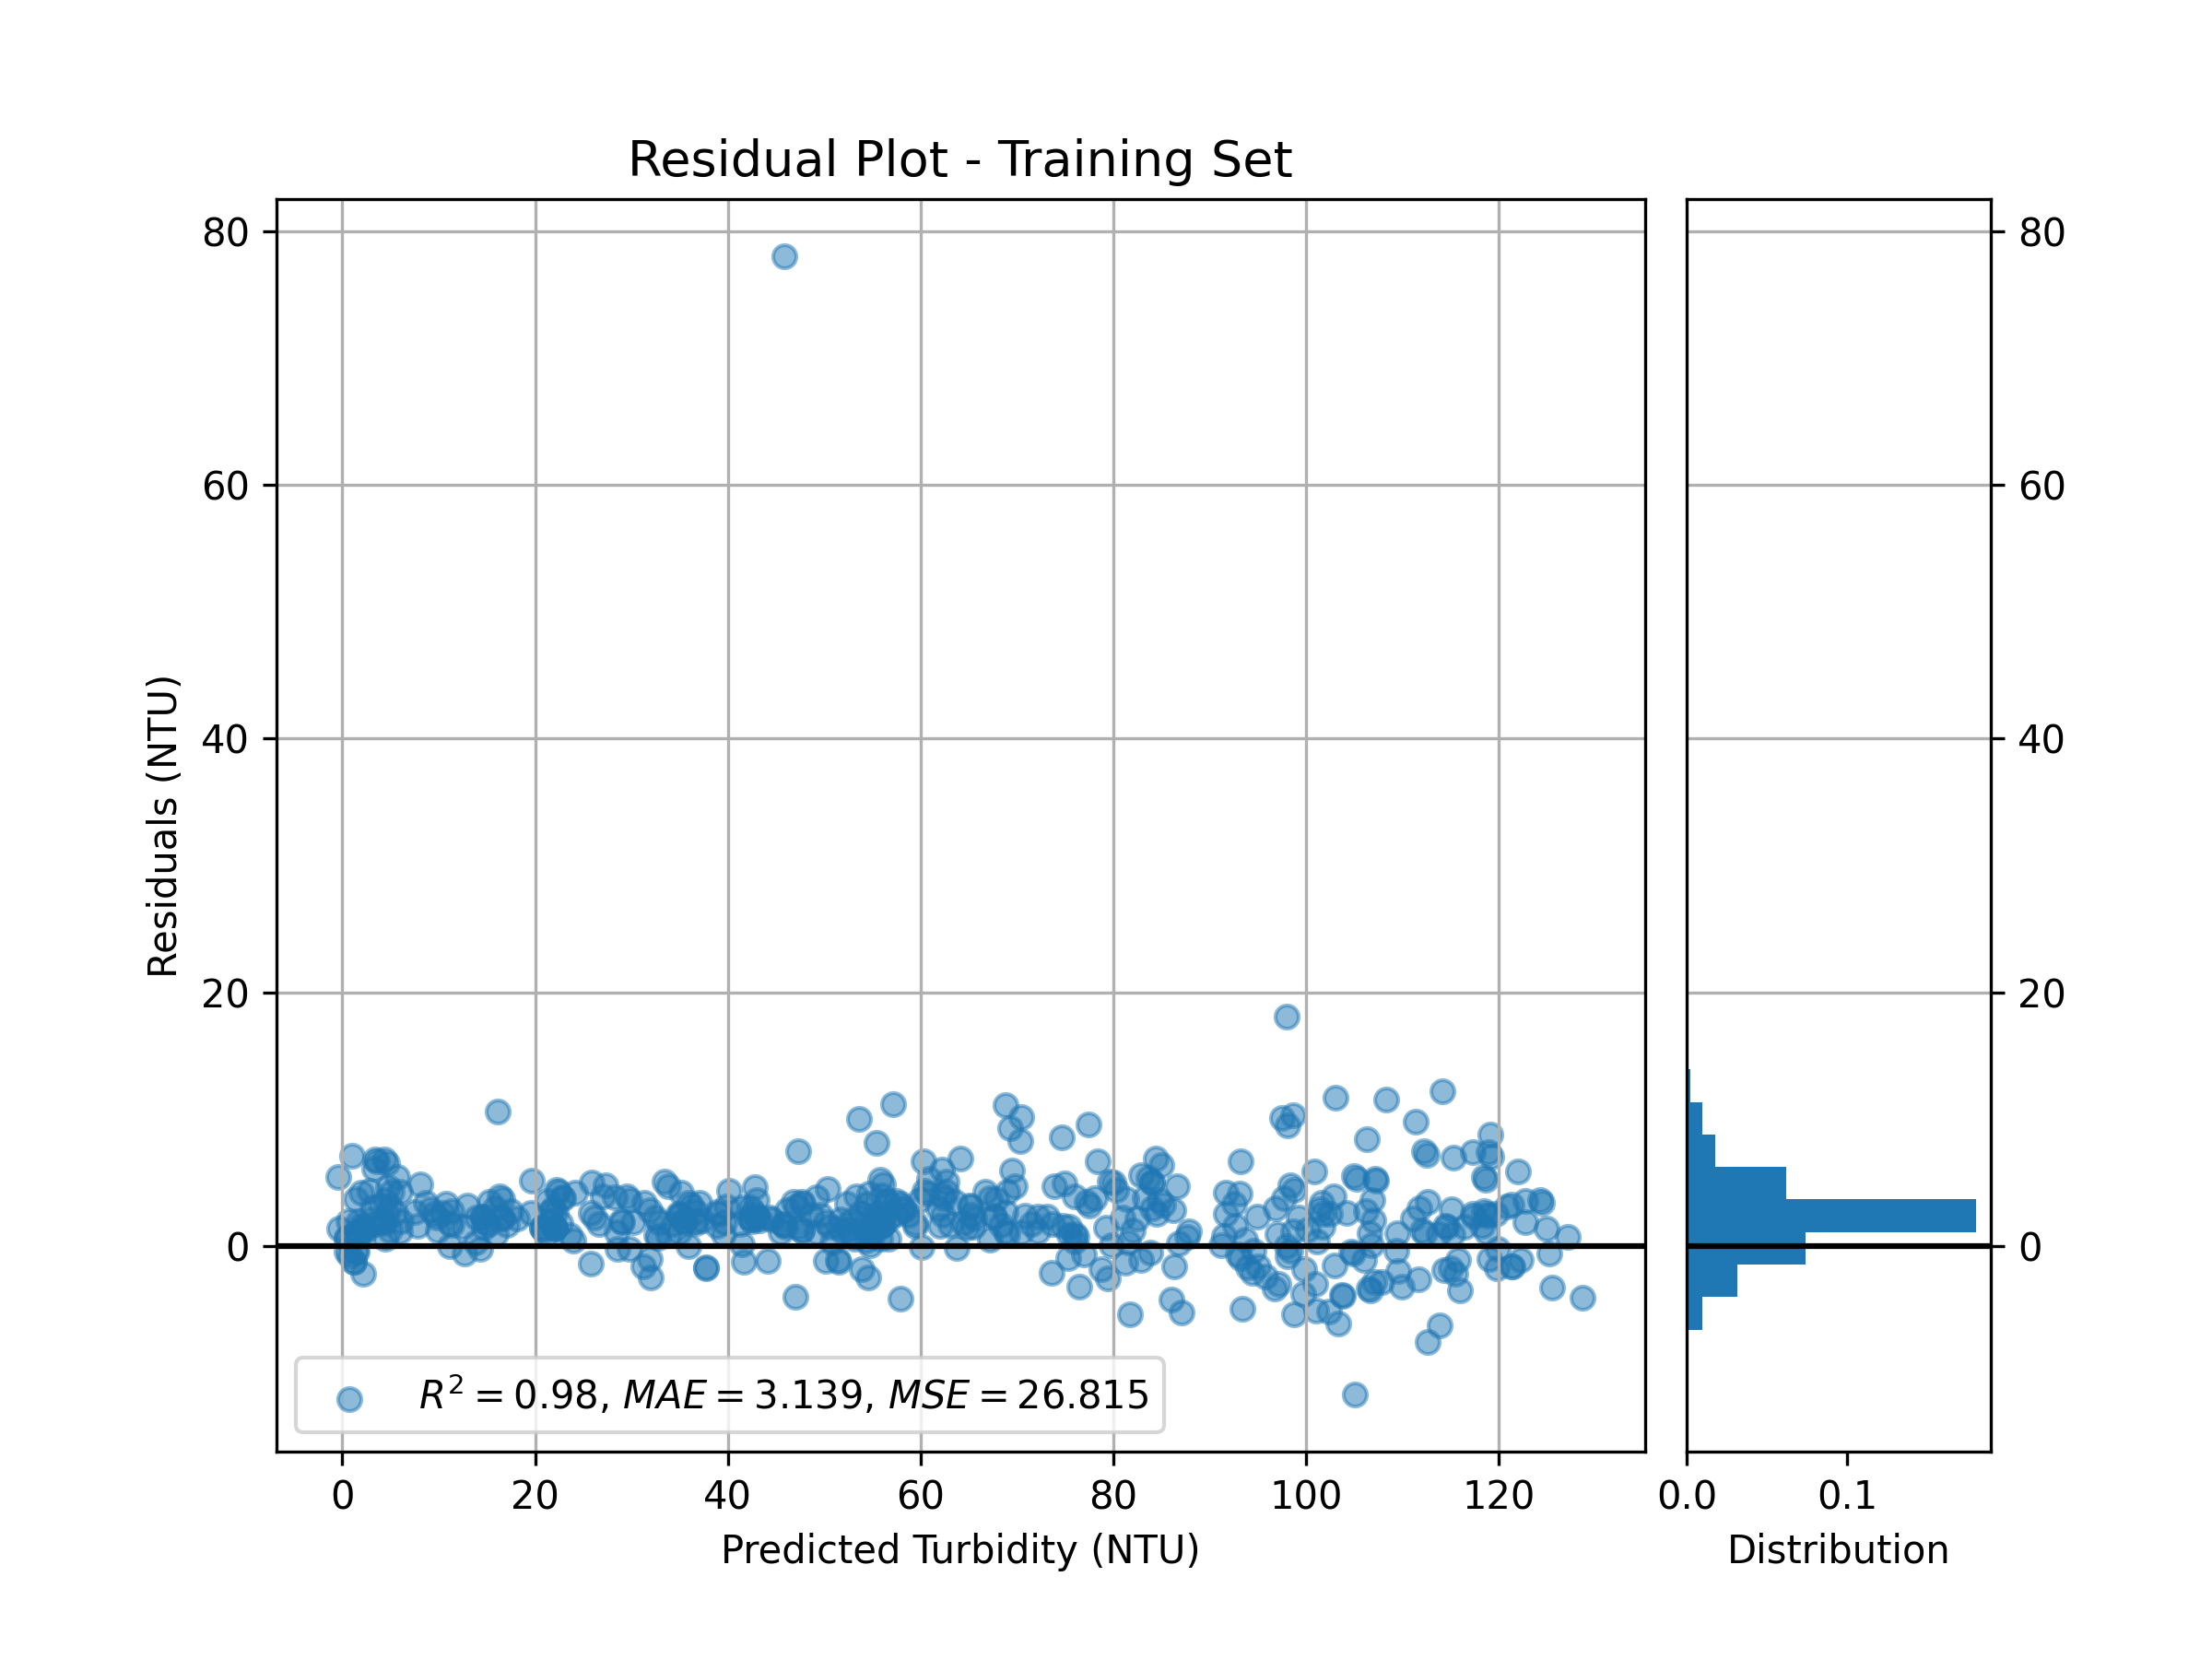 Residual Plot - Training Set
80
60
40
20
0
Residuals (NTU)
R² = 0.98, MAE = 3.139, MSE = 26.815
0 20 40 60 80 100 120
Predicted Turbidity (NTU)
80
60
40
20
0
0.0 0.1
Distribution